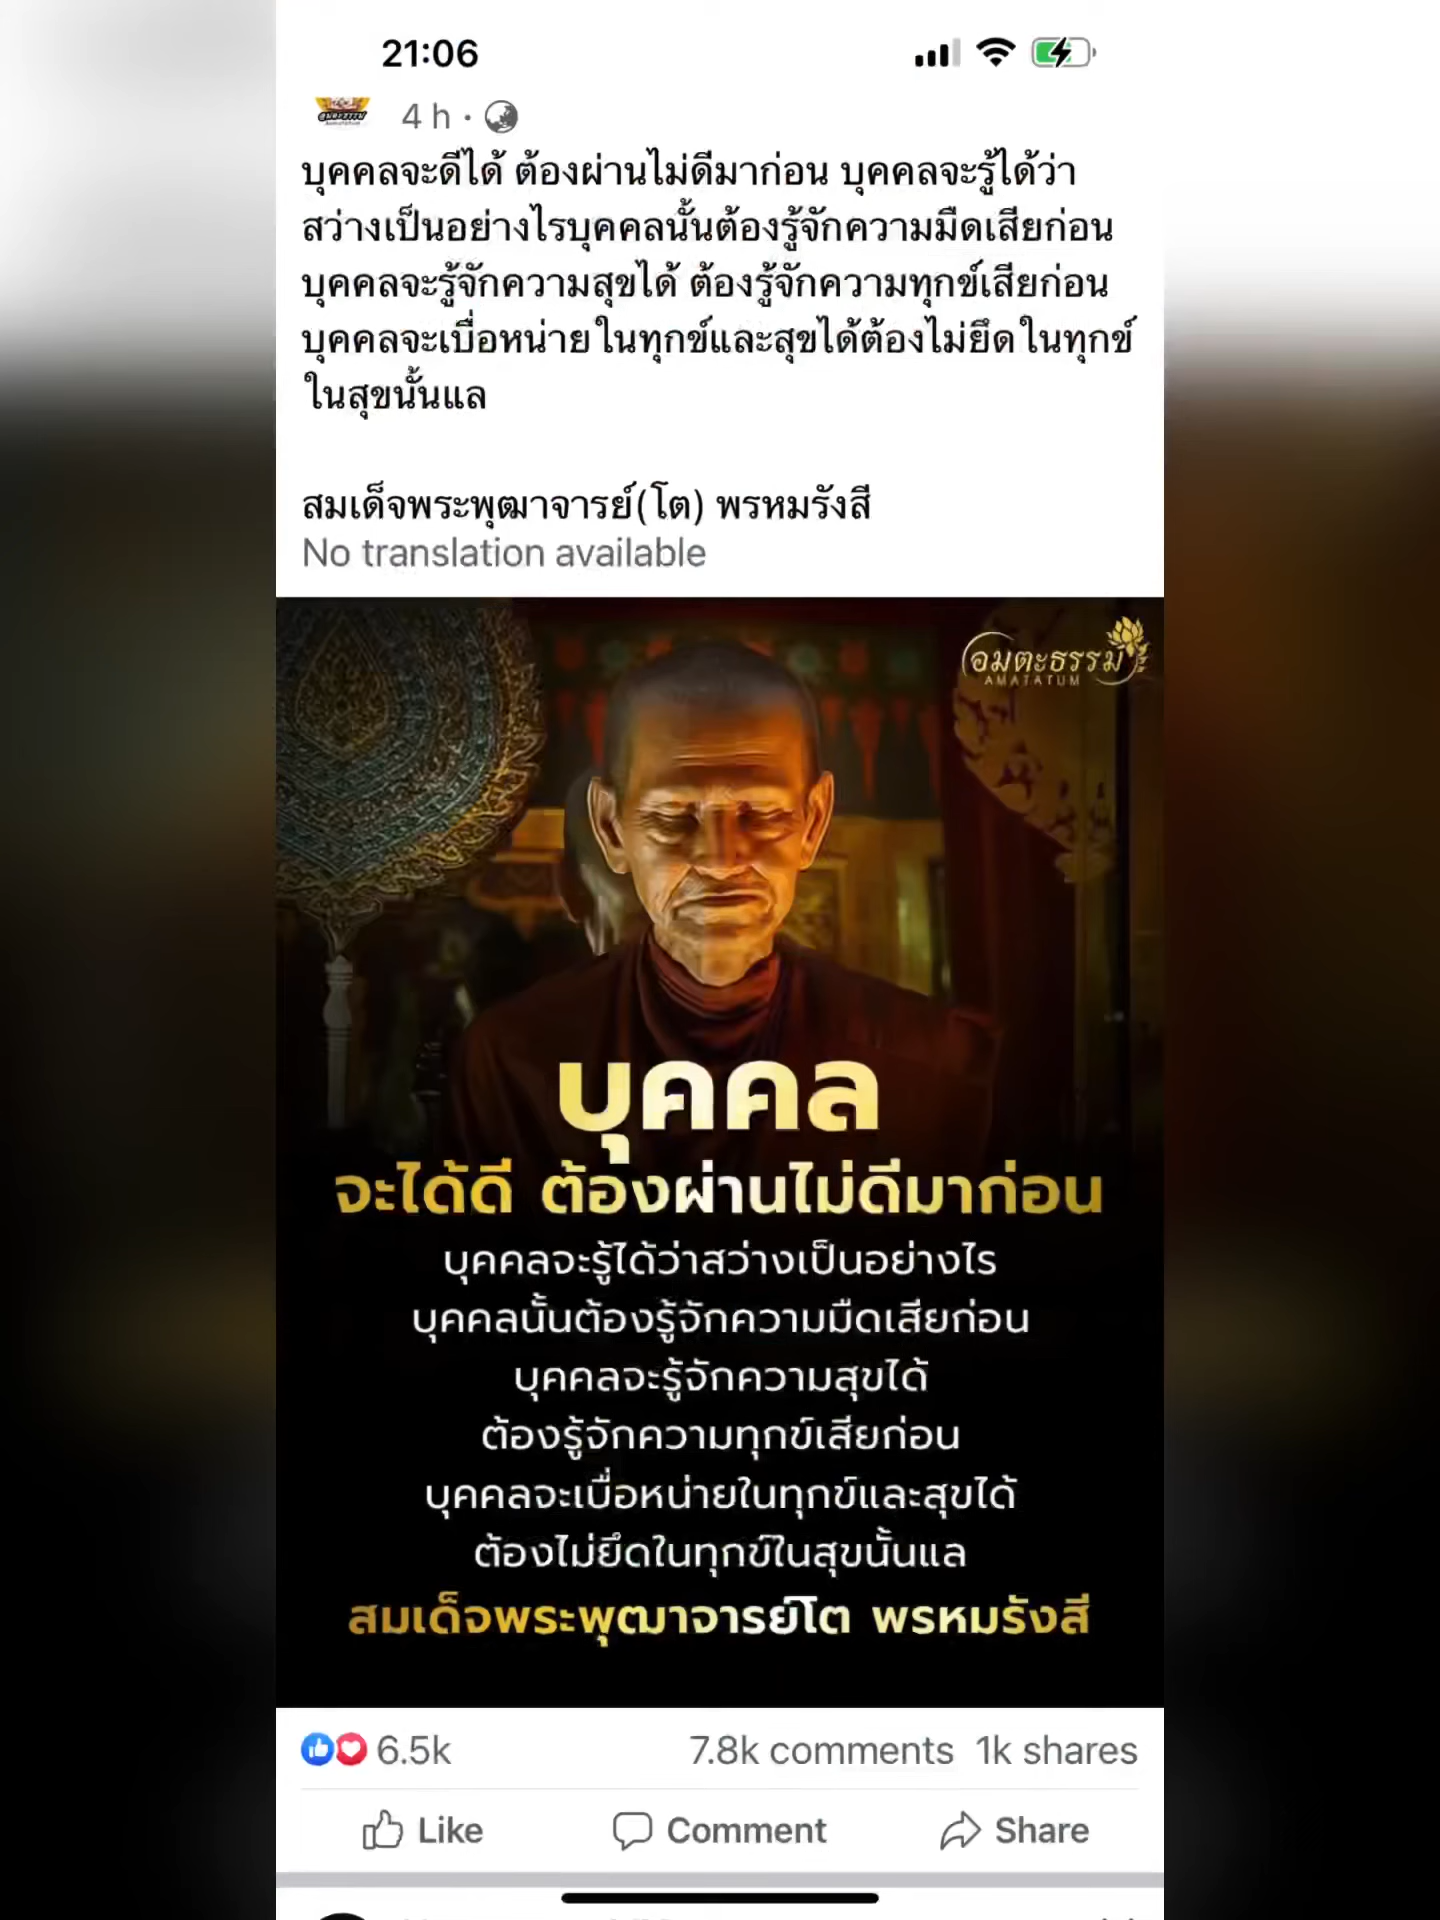 21:06
4 h ·
บุคคลจะดีได้ ต้องผ่านไม่ดีมาก่อน บุคคลจะรู้ได้ว่า
สว่างเป็นอย่างไรบุคคลนั้นต้องรู้จักความมืดเสียก่อน
บุคคลจะรู้จักความสุขได้ ต้องรู้จักความทุกข์เสียก่อน
บุคคลจะเบื่อหน่ายในทุกข์และสุขได้ต้องไม่ยึดในทุกข์
ในสุขนั้นแล
สมเด็จพระพุฒาจารย์(โต) พรหมรังสี
No translation available
อมตะธรรม
AMATATUM
บุคคล
จะได้ดี ต้องผ่านไม่ดีมาก่อน
บุคคลจะรู้ได้ว่าสว่างเป็นอย่างไร
บุคคลนั้นต้องรู้จักความมืดเสียก่อน
บุคคลจะรู้จักความสุขได้
ต้องรู้จักความทุกข์เสียก่อน
บุคคลจะเบื่อหน่ายในทุกข์และสุขได้
ต้องไม่ยึดในทุกข์ในสุขนั้นแล
สมเด็จพระพุฒาจารย์โต พรหมรังสี
6.5k 7.8k comments 1k shares
Like Comment Share